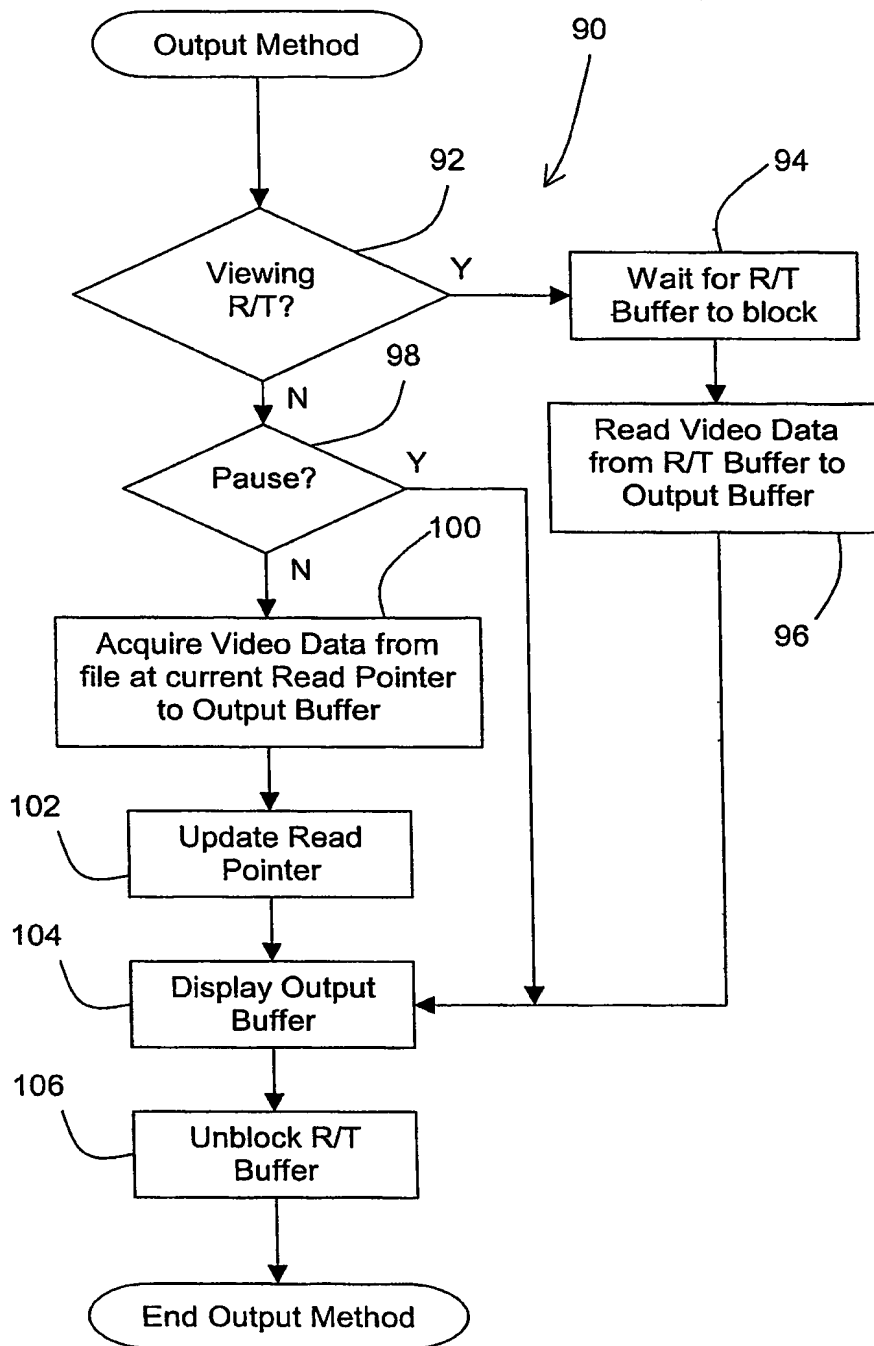 Output Method
90
92
94
Viewing
R/T?
Y
Wait for R/T
Buffer to block
N
98
Pause?
Y
Read Video Data
from R/T Buffer to
Output Buffer
N
100
96
Acquire Video Data from
file at current Read Pointer
to Output Buffer
102
Update Read
Pointer
104
Display Output
Buffer
106
Unblock R/T
Buffer
End Output Method